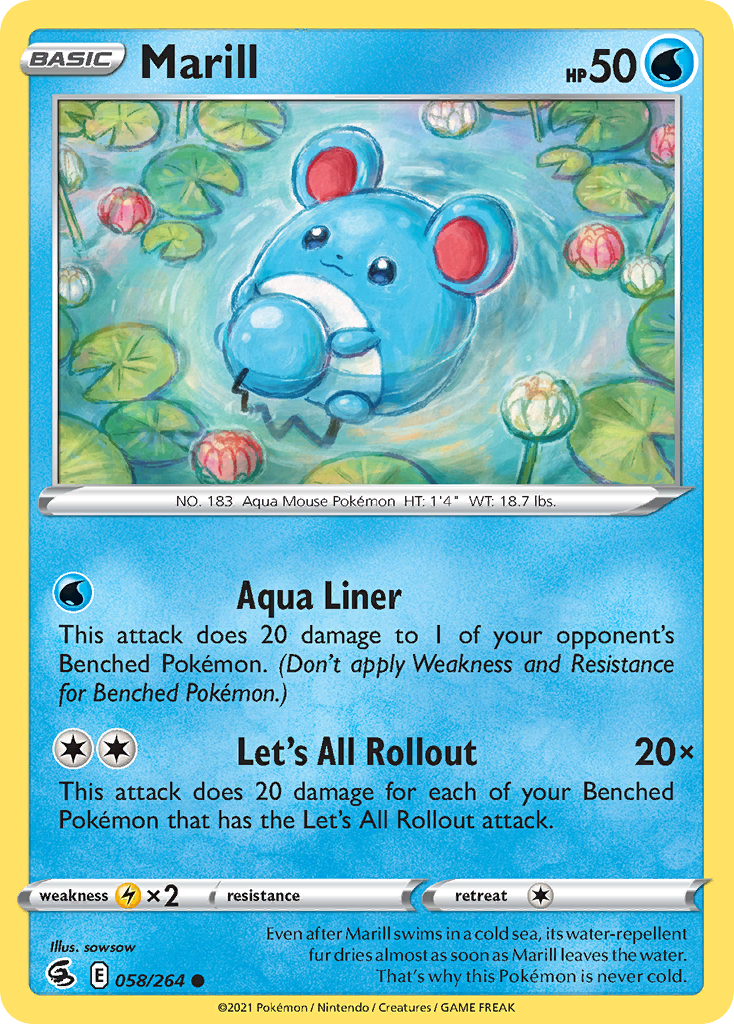 BASIC Marill HP50
NO. 183 Aqua Mouse Pokémon HT: 1'4" WT: 18.7 lbs.
Aqua Liner
This attack does 20 damage to 1 of your opponent's
Benched Pokémon. (Don't apply Weakness and Resistance
for Benched Pokémon.)
Let's All Rollout 20×
This attack does 20 damage for each of your Benched
Pokémon that has the Let's All Rollout attack.
weakness ×2 resistance retreat
Illus. sowsow
Even after Marill swims in a cold sea, its water-repellent
fur dries almost as soon as Marill leaves the water.
That's why this Pokémon is never cold.
E 058/264
©2021 Pokémon / Nintendo / Creatures / GAME FREAK